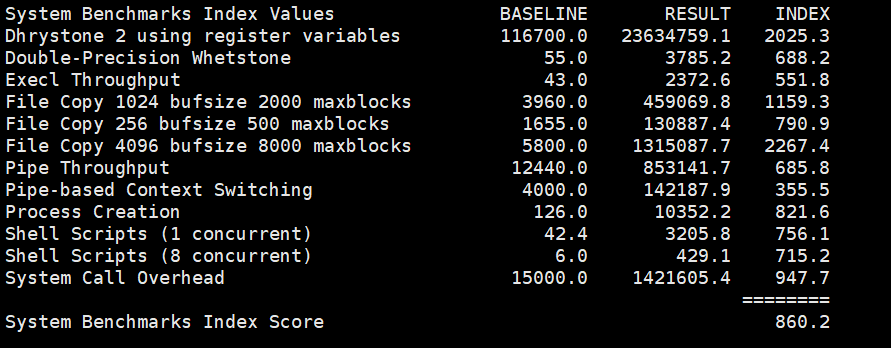 System Benchmarks Index Values               BASELINE       RESULT    INDEX
Dhrystone 2 using register variables         116700.0   23634759.1   2025.3
Double-Precision Whetstone                       55.0       3785.2    688.2
Execl Throughput                                 43.0       2372.6    551.8
File Copy 1024 bufsize 2000 maxblocks          3960.0     459069.8   1159.3
File Copy 256 bufsize 500 maxblocks            1655.0     130887.4    790.9
File Copy 4096 bufsize 8000 maxblocks          5800.0    1315087.7   2267.4
Pipe Throughput                               12440.0     853141.7    685.8
Pipe-based Context Switching                   4000.0     142187.9    355.5
Process Creation                                126.0      10352.2    821.6
Shell Scripts (1 concurrent)                     42.4       3205.8    756.1
Shell Scripts (8 concurrent)                      6.0        429.1    715.2
System Call Overhead                          15000.0    1421605.4    947.7
                                                                   ========
System Benchmarks Index Score                                         860.2